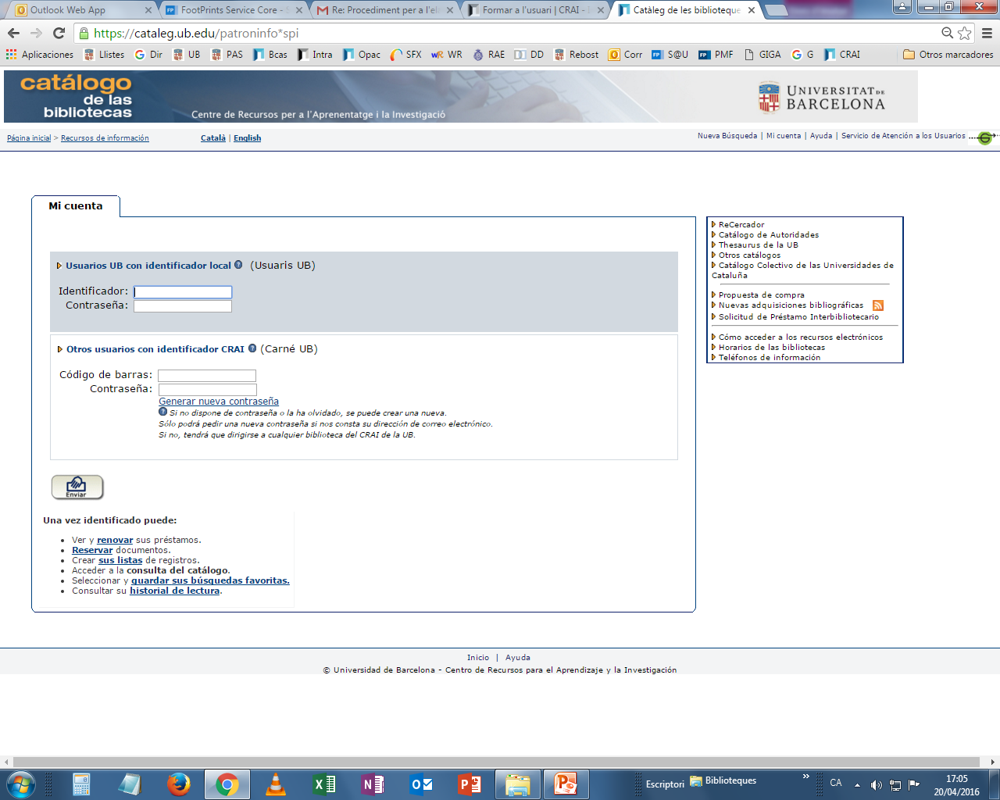 Outlook Web App
FootPrints Service Core - S
Re: Procediment per a l'ele
Formar a l'usuari | CRAI -
Catàleg de les biblioteque
https://cataleg.ub.edu/patroninfo*spi
Aplicaciones Llistes Dir UB PAS Bcas Intra Opac SFX WR RAE DD Rebost Corr S@U PMF GIGA G CRAI Otros marcadores
catálogo
de las
bibliotecas
Centre de Recursos per a l'Aprenentatge i la Investigació
UNIVERSITAT DE
BARCELONA
Página inicial > Recursos de información Català | English
Nueva Búsqueda | Mi cuenta | Ayuda | Servicio de Atención a los Usuarios
Mi cuenta
Usuarios UB con identificador local ? (Usuaris UB)
Identificador:
Contraseña:
Otros usuarios con identificador CRAI ? (Carné UB)
Código de barras:
Contraseña:
Generar nueva contraseña
? Si no dispone de contraseña o la ha olvidado, se puede crear una nueva.
Sólo podrá pedir una nueva contraseña si nos consta su dirección de correo electrónico.
Si no, tendrá que dirigirse a cualquier biblioteca del CRAI de la UB.
Enviar
Una vez identificado puede:
• Ver y renovar sus préstamos.
• Reservar documentos.
• Crear sus listas de registros.
• Acceder a la consulta del catálogo.
• Seleccionar y guardar sus búsquedas favoritas.
• Consultar su historial de lectura.
ReCercador
Catálogo de Autoridades
Thesaurus de la UB
Otros catálogos
Catálogo Colectivo de las Universidades de
Cataluña
Propuesta de compra
Nuevas adquisiciones bibliográficas
Solicitud de Préstamo Interbibliotecario
Cómo acceder a los recursos electrónicos
Horarios de las bibliotecas
Teléfonos de información
Inicio | Ayuda
© Universidad de Barcelona - Centro de Recursos para el Aprendizaje y la Investigación
Escriptori Biblioteques » CA
17:05
20/04/2016